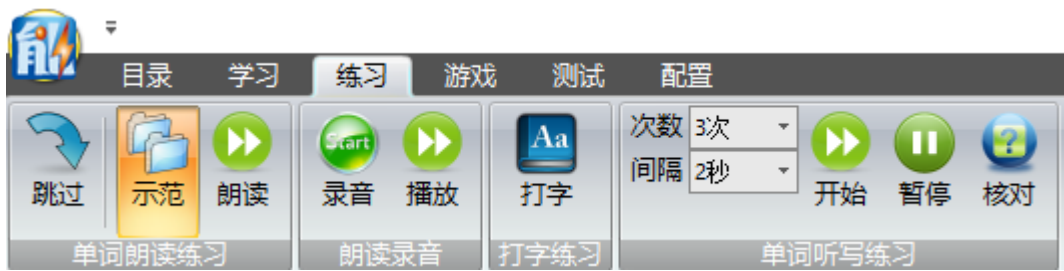 能
目录 学习 练习 游戏 测试 配置
跳过 示范 朗读
单词朗读练习
Start
录音 播放
朗读录音
Aa
打字
打字练习
次数 3次
间隔 2秒
开始 暂停 核对
单词听写练习